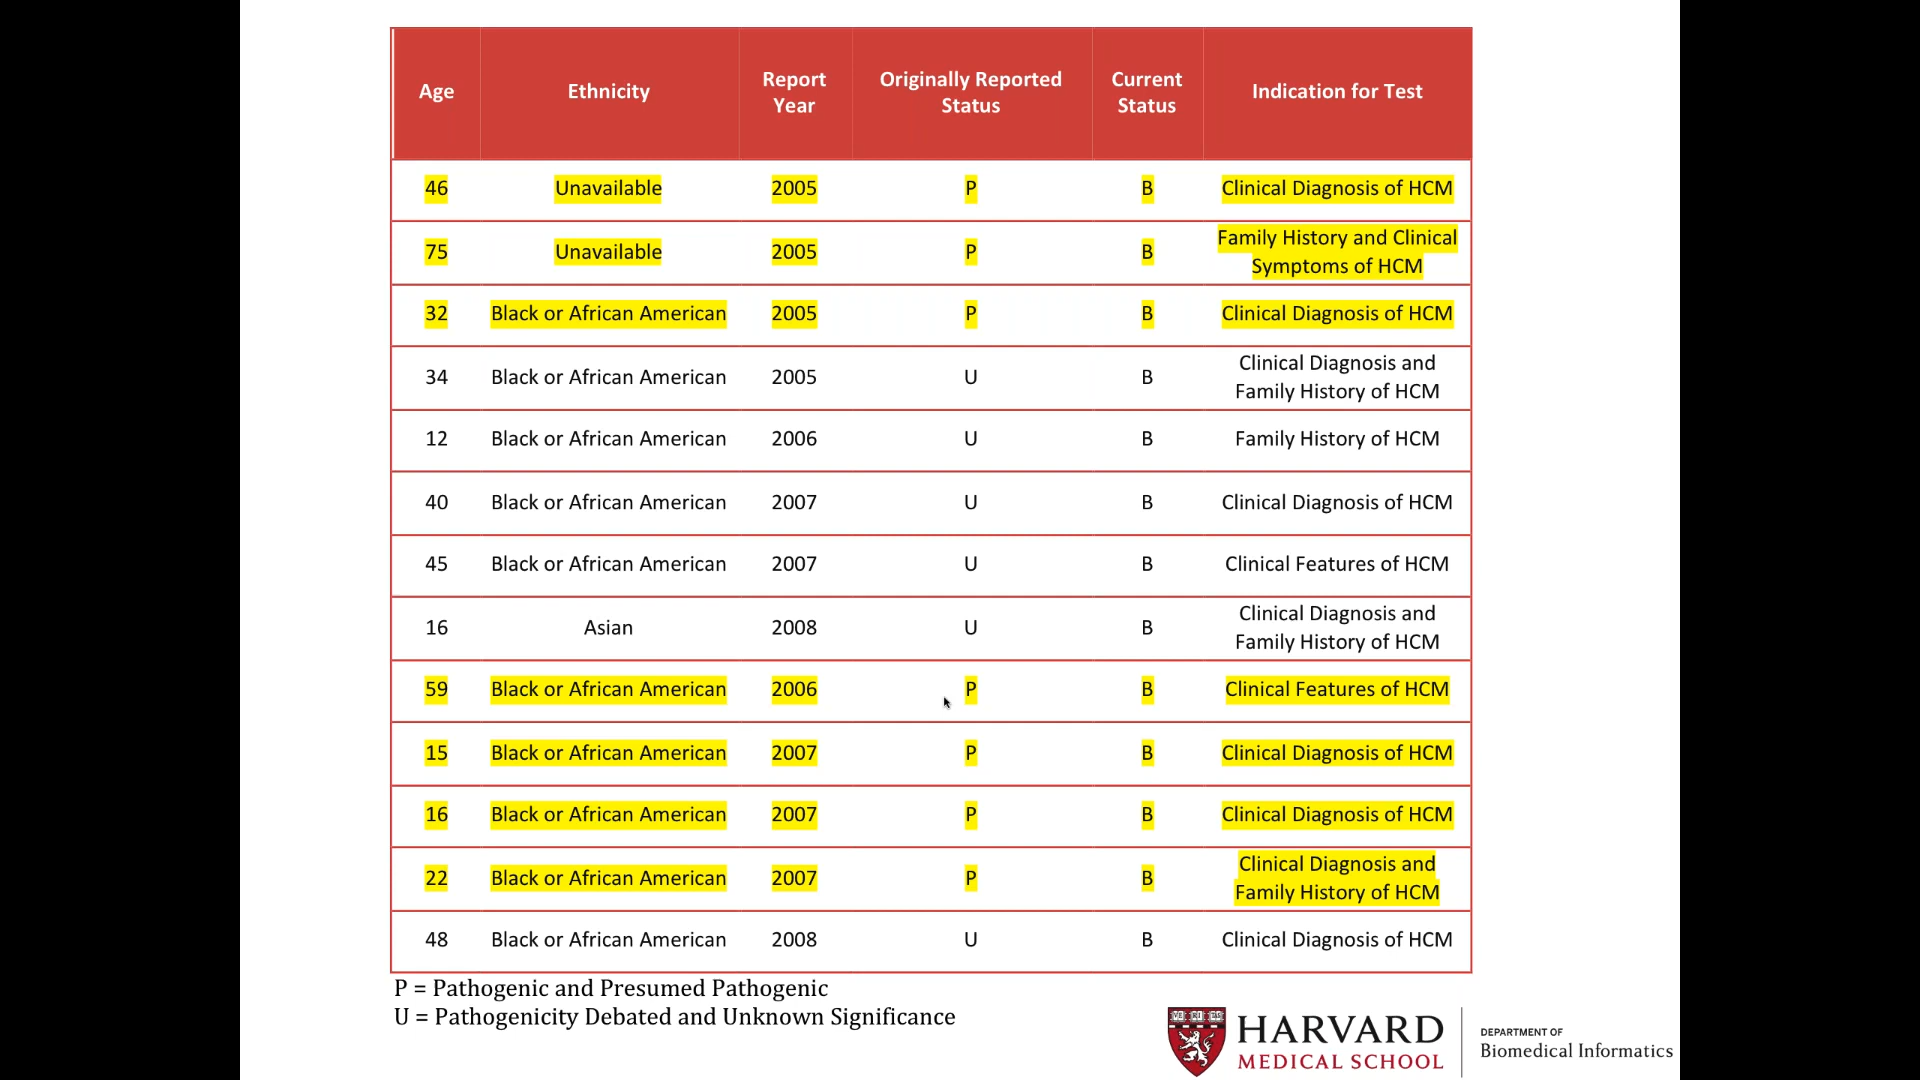 Age Ethnicity Report Year Originally Reported Status Current Status Indication for Test
46 Unavailable 2005 P B Clinical Diagnosis of HCM
75 Unavailable 2005 P B Family History and Clinical Symptoms of HCM
32 Black or African American 2005 P B Clinical Diagnosis of HCM
34 Black or African American 2005 U B Clinical Diagnosis and Family History of HCM
12 Black or African American 2006 U B Family History of HCM
40 Black or African American 2007 U B Clinical Diagnosis of HCM
45 Black or African American 2007 U B Clinical Features of HCM
16 Asian 2008 U B Clinical Diagnosis and Family History of HCM
59 Black or African American 2006 P B Clinical Features of HCM
15 Black or African American 2007 P B Clinical Diagnosis of HCM
16 Black or African American 2007 P B Clinical Diagnosis of HCM
22 Black or African American 2007 P B Clinical Diagnosis and Family History of HCM
48 Black or African American 2008 U B Clinical Diagnosis of HCM
P = Pathogenic and Presumed Pathogenic
U = Pathogenicity Debated and Unknown Significance
VE RI TAS
HARVARD
MEDICAL SCHOOL
DEPARTMENT OF
Biomedical Informatics